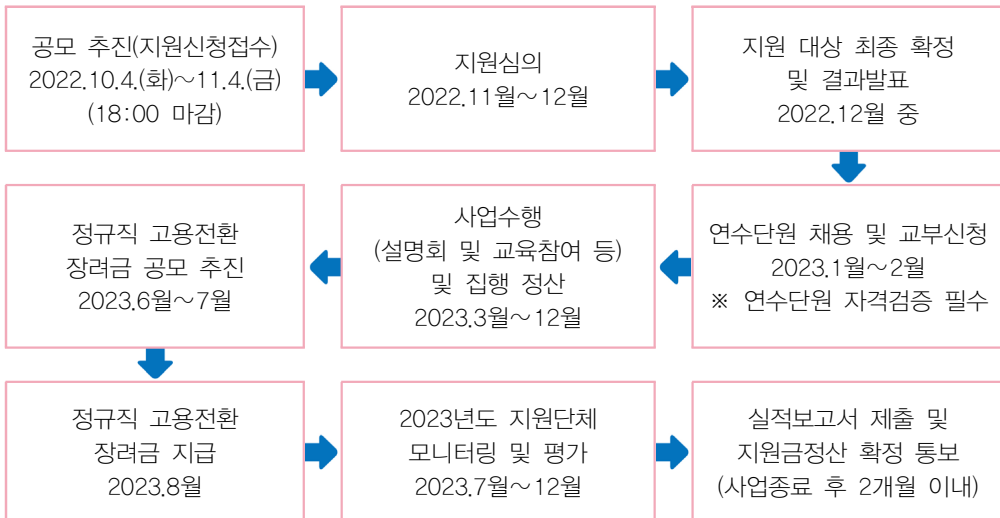 공모 추진(지원신청접수)
2022.10.4.(화)～11.4.(금)
(18:00 마감)
지원심의
2022.11월～12월
지원 대상 최종 확정
및 결과발표
2022.12월 중
연수단원 채용 및 교부신청
2023.1월～2월
※ 연수단원 자격검증 필수
사업수행
(설명회 및 교육참여 등)
및 집행 정산
2023.3월～12월
정규직 고용전환
장려금 공모 추진
2023.6월～7월
정규직 고용전환
장려금 지급
2023.8월
2023년도 지원단체
모니터링 및 평가
2023.7월～12월
실적보고서 제출 및
지원금정산 확정 통보
(사업종료 후 2개월 이내)